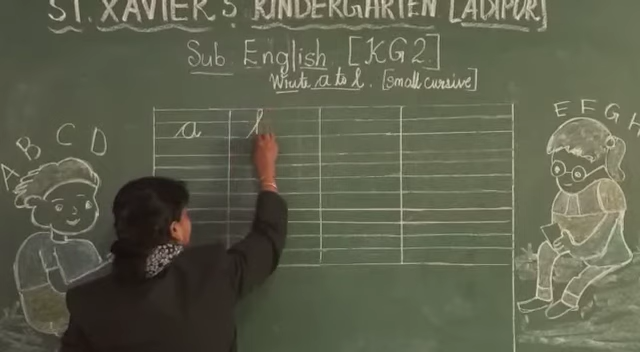 ST. XAVIER'S KINDERGARTEN [ADIPUR]
Sub English [KG2]
Write a to l. [Small cursive]
A B C D
E F G H
a